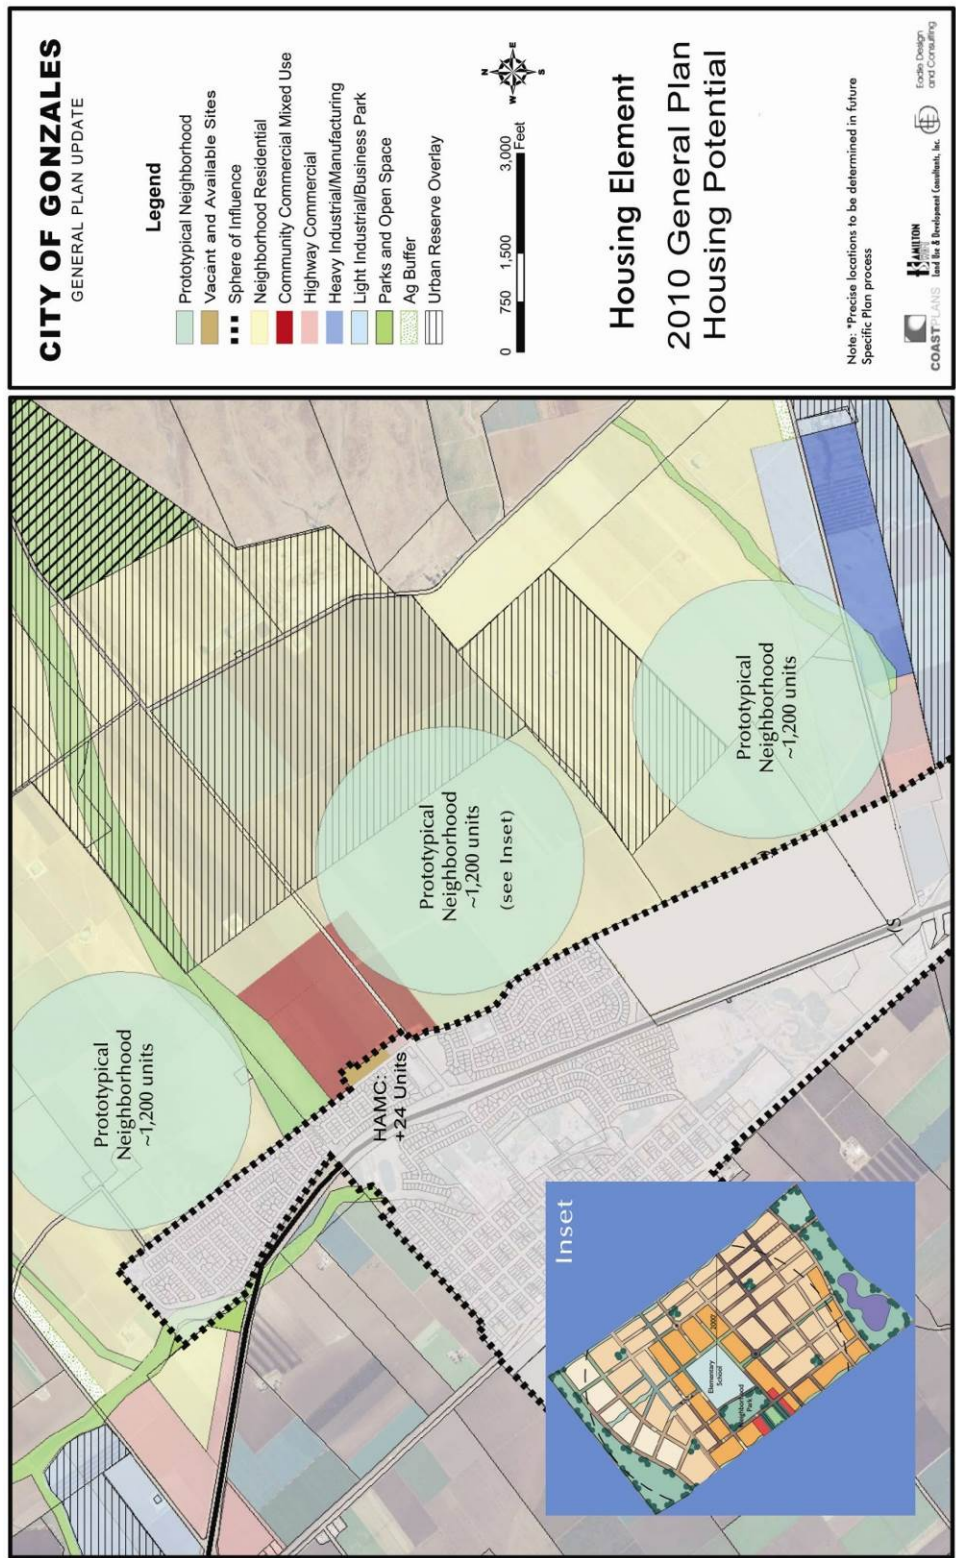 CITY OF GONZALES
GENERAL PLAN UPDATE
Legend
Prototypical Neighborhood
Vacant and Available Sites
Sphere of Influence
Neighborhood Residential
Community Commercial Mixed Use
Highway Commercial
Heavy Industrial/Manufacturing
Light Industrial/Business Park
Parks and Open Space
Ag Buffer
Urban Reserve Overlay
N
W E
S
0 750 1,500 3,000
Feet
Housing Element
2010 General Plan
Housing Potential
Note: *Precise locations to be determined in future
Specific Plan process
COASTPLANS
HAMILTON
Land Use & Development Consultants, Inc.
Eadie Design
and Consulting
Prototypical
Neighborhood
~1,200 units
HAMC:
+24 Units
Prototypical
Neighborhood
~1,200 units
(see Inset)
Prototypical
Neighborhood
~1,200 units
Inset
Elementary
School
Neighborhood
Park